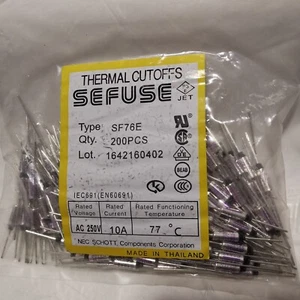 THERMAL CUTOFFS
SEFUSE
JET
Type SF76E
Qty. 200PCS
Lot. 1642160402
BEAB
IEC691(EN60691)
Rated Voltage
Rated Current
Rated Functioning Temperature
AC 250V
10A
77 °C
NEC SCHOTT Components Corporation
MADE IN THAILAND